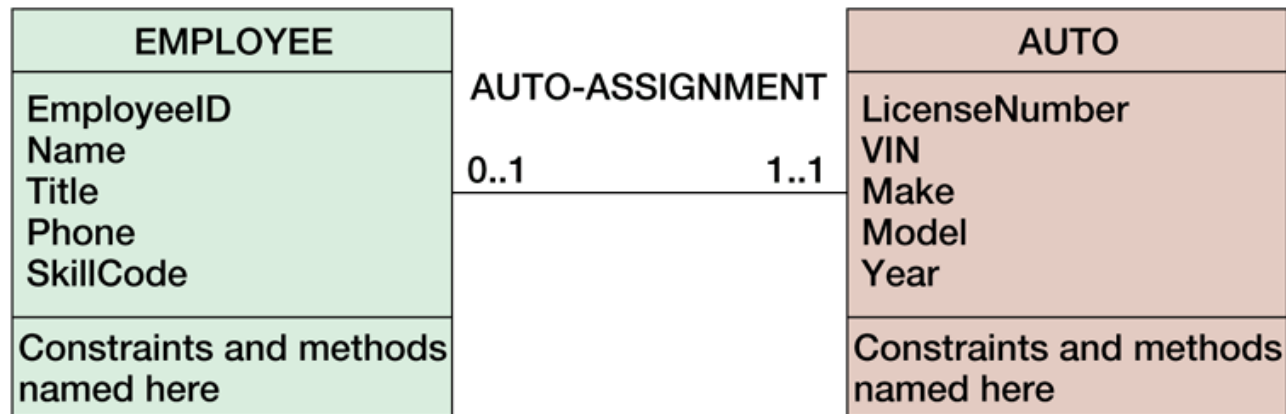 EMPLOYEE
EmployeeID
Name
Title
Phone
SkillCode
Constraints and methods
named here
AUTO-ASSIGNMENT
0..1
1..1
AUTO
LicenseNumber
VIN
Make
Model
Year
Constraints and methods
named here